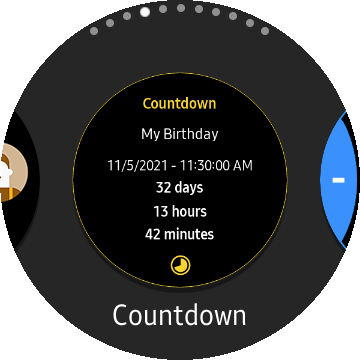 Countdown
My Birthday
11/5/2021 - 11:30:00 AM
32 days
13 hours
42 minutes
Countdown